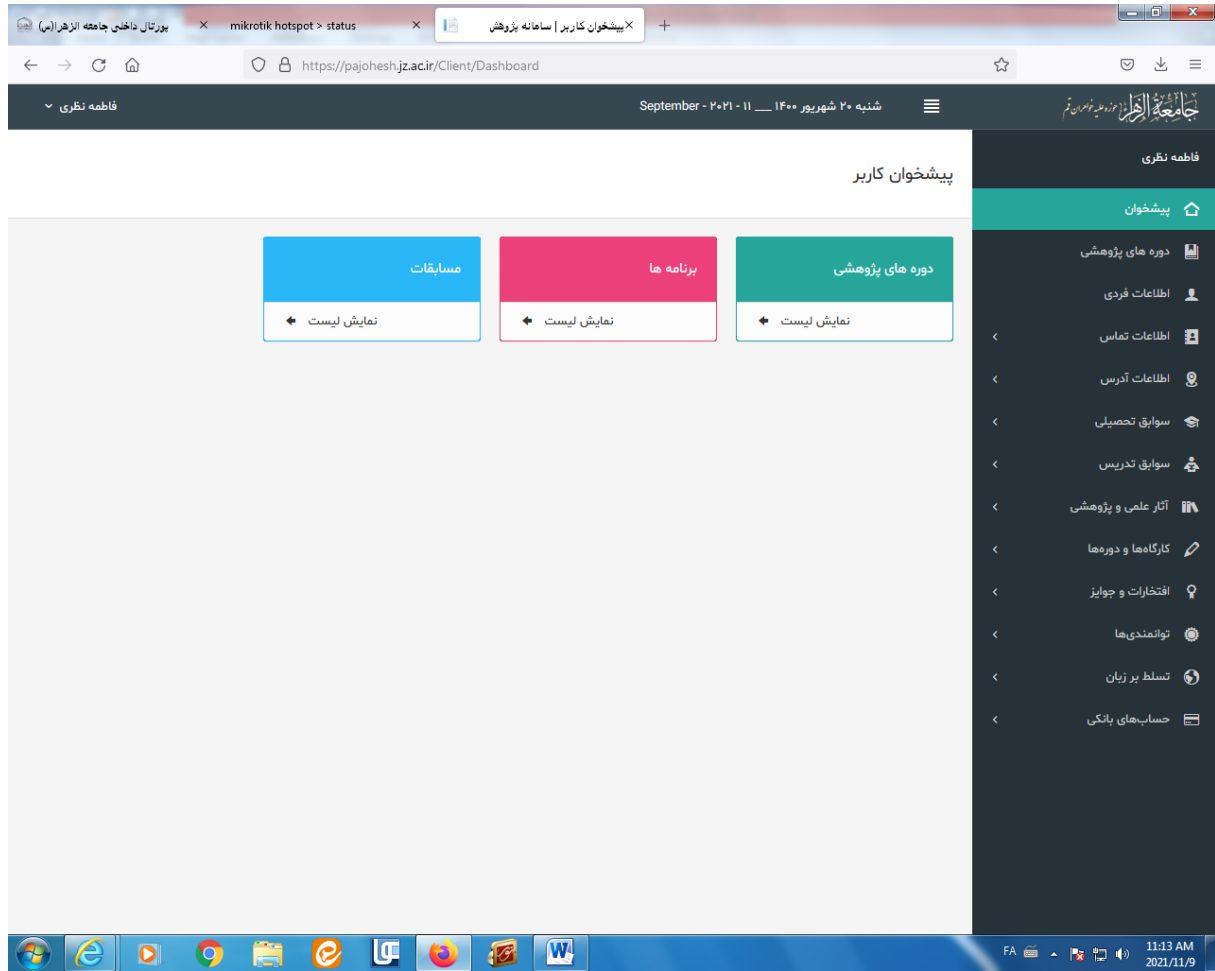 پورتال داخلی جامعه الزهرا(س)
mikrotik hotspot > status
پیشخوان کاربر | سامانه پژوهش
https://pajohesh.jz.ac.ir/Client/Dashboard
جامعة الزهرا
فاطمه نظری
شنبه ۲۰ شهریور ۱۴۰۰ ___ ۱۱ - September - ۲۰۲۱
فاطمه نظری
پیشخوان کاربر
پیشخوان
دوره های پژوهشی
اطلاعات فردی
اطلاعات تماس
اطلاعات آدرس
سوابق تحصیلی
سوابق تدریس
آثار علمی و پژوهشی
کارگاه‌ها و دوره‌ها
افتخارات و جوایز
توانمندی‌ها
تسلط بر زبان
حساب‌های بانکی
دوره های پژوهشی
نمایش لیست
برنامه ها
نمایش لیست
مسابقات
نمایش لیست
FA
11:13 AM
2021/11/9